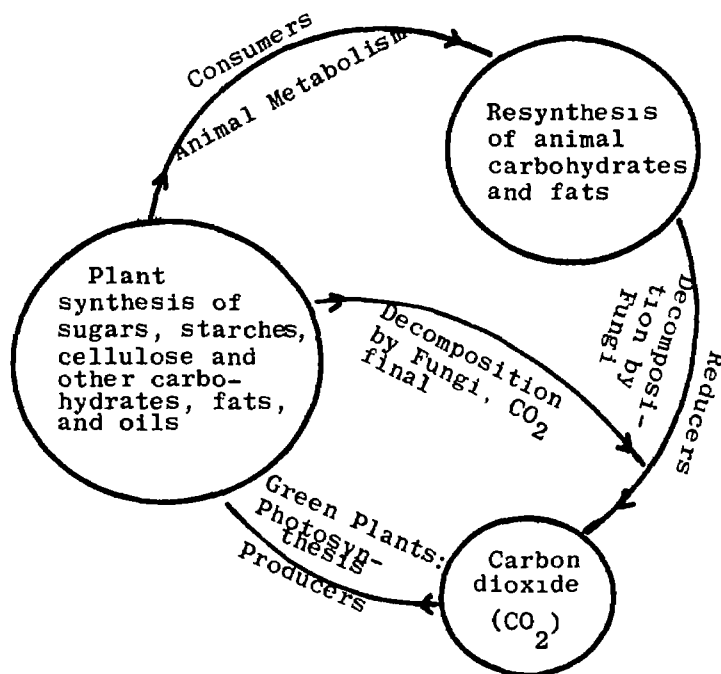 Consumers
Animal Metabolism
Resynthesis
of animal
carbohydrates
and fats
Plant
synthesis of
sugars, starches,
cellulose and
other carbo-
hydrates, fats,
and oils
Decomposition
by Fungi, CO2
final
Decomposi-
tion by
Fungi
Reducers
Green Plants:
Photosyn-
thesis
Producers
Carbon
dioxide
(CO2)